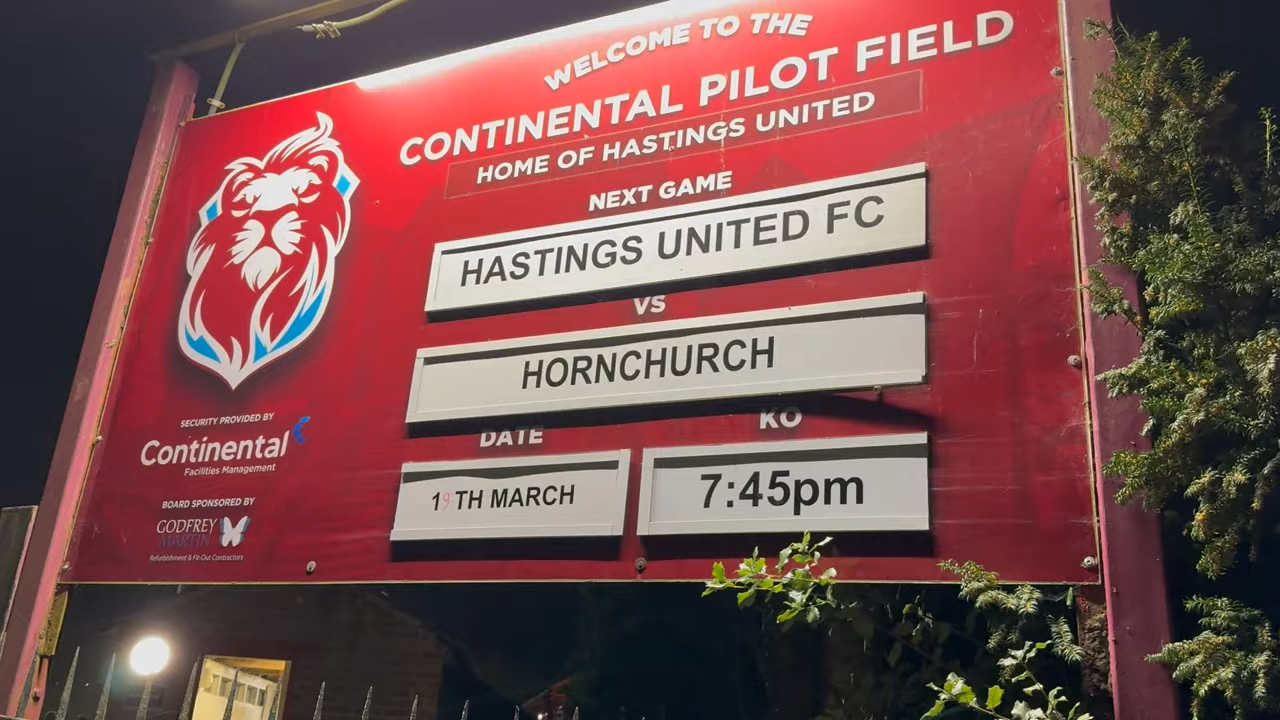 WELCOME TO THE
CONTINENTAL PILOT FIELD
HOME OF HASTINGS UNITED
NEXT GAME
HASTINGS UNITED FC
VS
HORNCHURCH
DATE
KO
19TH MARCH
7:45pm
SECURITY PROVIDED BY
Continental
Facilities Management
BOARD SPONSORED BY
GODFREY
MARTIN
Refurbishment & Fit-Out Contractors